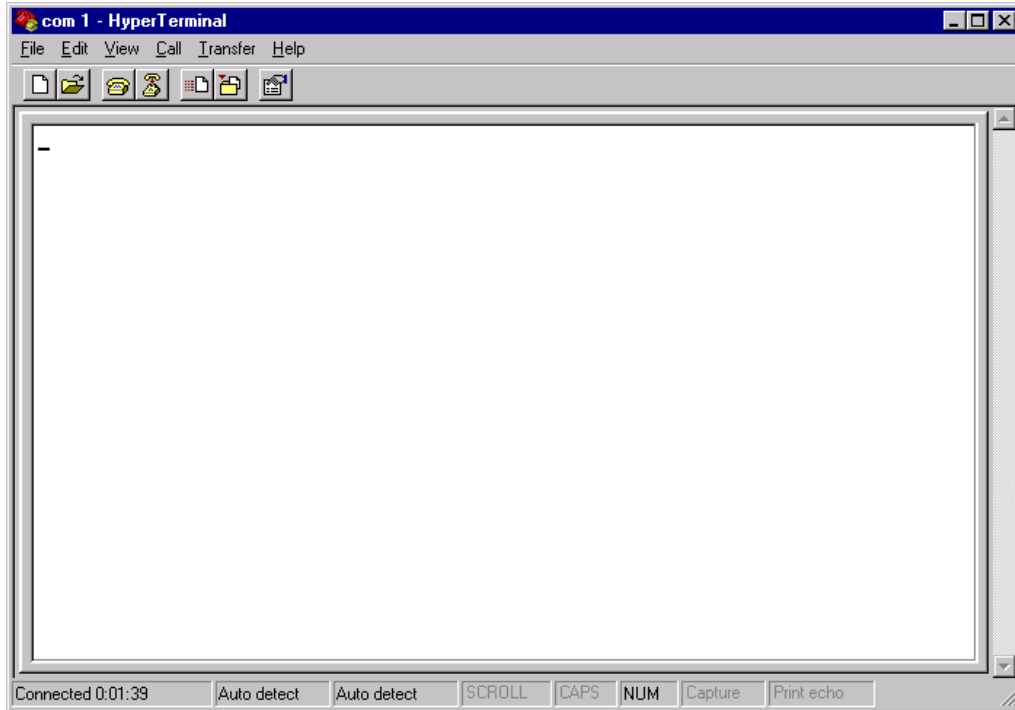 com 1 - HyperTerminal
File Edit View Call Transfer Help
Connected 0:01:39 Auto detect Auto detect SCROLL CAPS NUM Capture Print echo